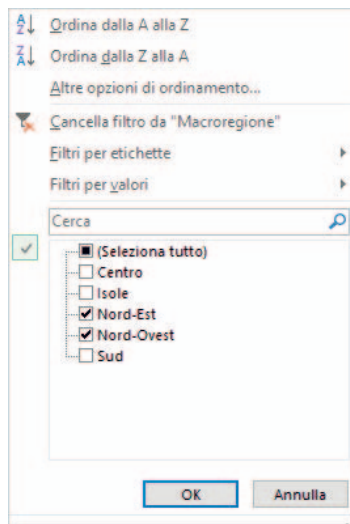 Ordina dalla A alla Z
Ordina dalla Z alla A
Altre opzioni di ordinamento...
Cancella filtro da "Macroregione"
Filtri per etichette
Filtri per valori
Cerca
(Seleziona tutto)
Centro
Isole
Nord-Est
Nord-Ovest
Sud
OK Annulla